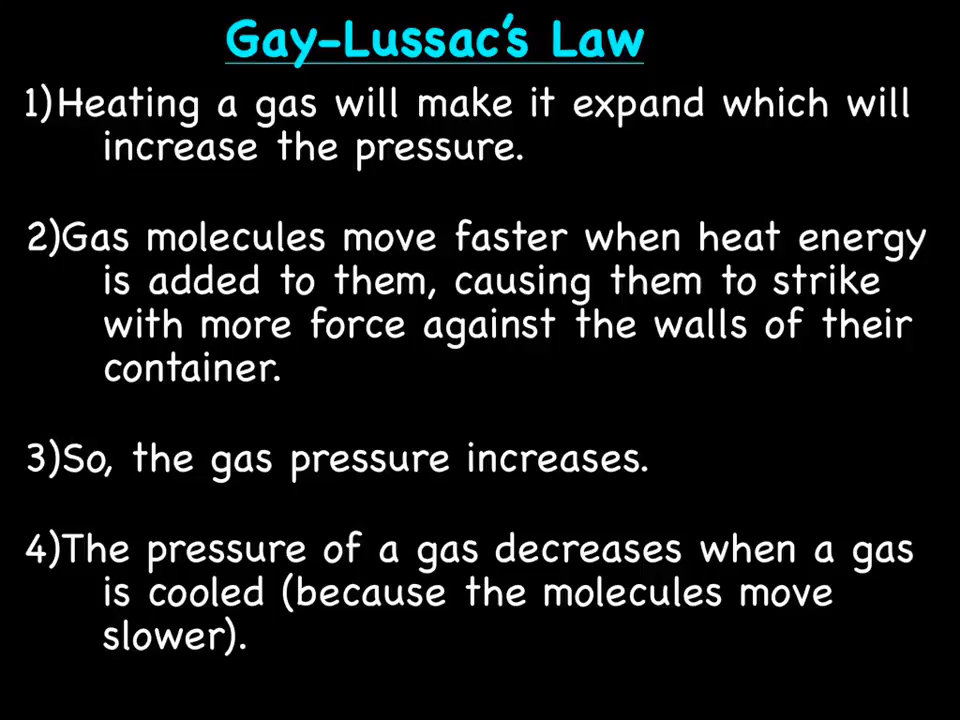 Gay-Lussac's Law
1)Heating a gas will make it expand which will
increase the pressure.
2)Gas molecules move faster when heat energy
is added to them, causing them to strike
with more force against the walls of their
container.
3)So, the gas pressure increases.
4)The pressure of a gas decreases when a gas
is cooled (because the molecules move
slower).